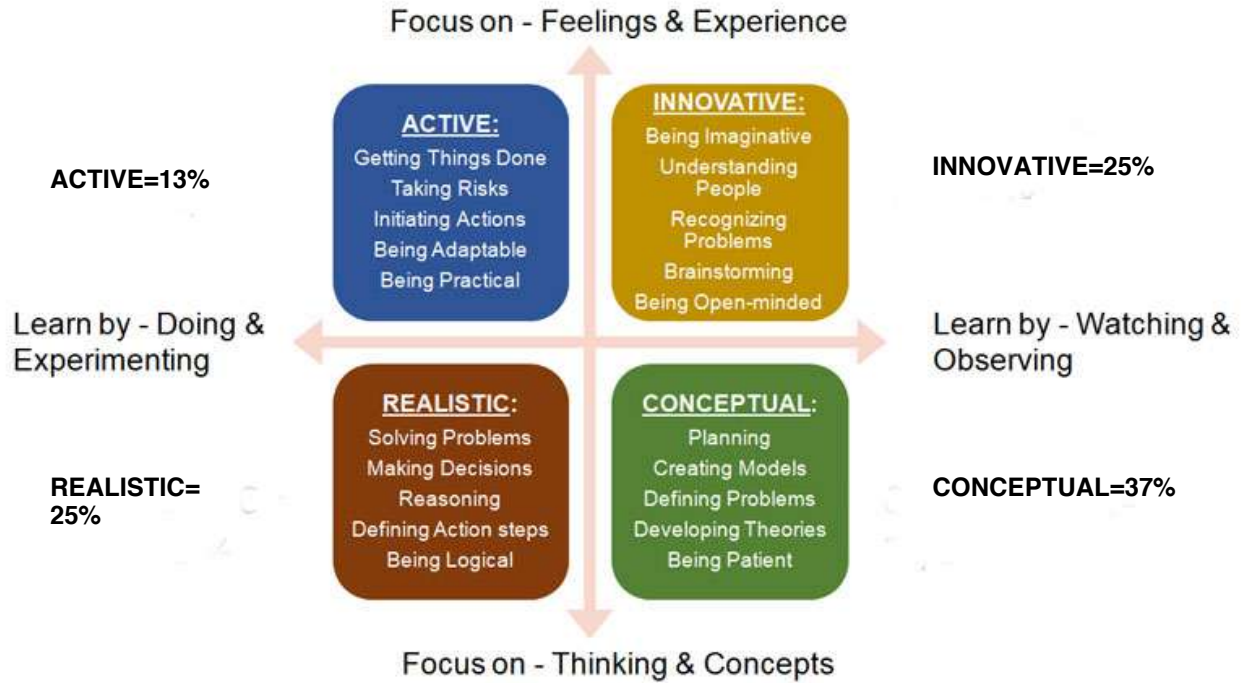 Focus on - Feelings & Experience
ACTIVE:
Getting Things Done
Taking Risks
Initiating Actions
Being Adaptable
Being Practical
INNOVATIVE:
Being Imaginative
Understanding
People
Recognizing
Problems
Brainstorming
Being Open-minded
ACTIVE=13%
INNOVATIVE=25%
Learn by - Doing &
Experimenting
Learn by - Watching &
Observing
REALISTIC:
Solving Problems
Making Decisions
Reasoning
Defining Action steps
Being Logical
CONCEPTUAL:
Planning
Creating Models
Defining Problems
Developing Theories
Being Patient
REALISTIC=
25%
CONCEPTUAL=37%
Focus on - Thinking & Concepts